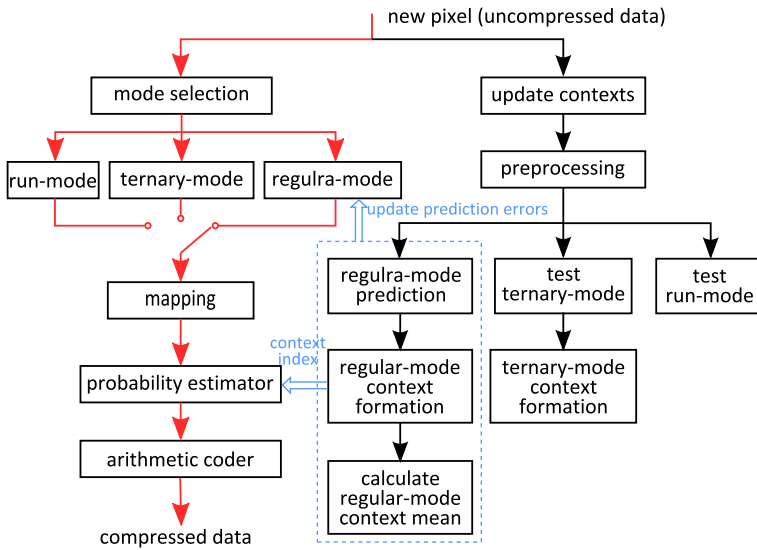 new pixel (uncompressed data)
mode selection
update contexts
run-mode
ternary-mode
regulra-mode
preprocessing
update prediction errors
mapping
regulra-mode
prediction
test
ternary-mode
test
run-mode
context
index
probability estimator
regular-mode
context
formation
ternary-mode
context
formation
arithmetic coder
calculate
regular-mode
context mean
compressed data